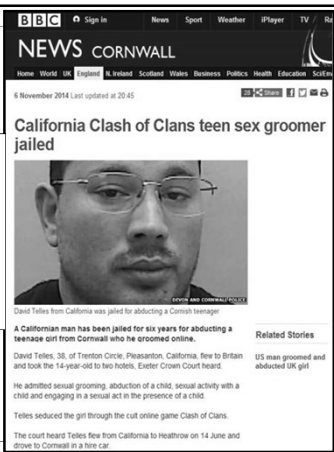 BBC Sign in News Sport Weather iPlayer TV
NEWS CORNWALL
Home World UK England N. Ireland Scotland Wales Business Politics Health Education
6 November 2014 Last updated at 20:45
Share
California Clash of Clans teen sex groomer
jailed
DEVON AND CORNWALL POLICE
David Telles from California was jailed for abducting a Cornish teenager
A Californian man has been jailed for six years for abducting a
teenage girl from Cornwall who he groomed online.
David Telles, 38, of Trenton Circle, Pleasanton, California, flew to Britain
and took the 14-year-old to two hotels, Exeter Crown Court heard.
He admitted sexual grooming, abduction of a child, sexual activity with a
child and engaging in a sexual act in the presence of a child.
Telles seduced the girl through the cult online game Clash of Clans.
The court heard Telles flew from California to Heathrow on 14 June and
drove to Cornwall in a hire car.
Related Stories
US man groomed and
abducted UK girl